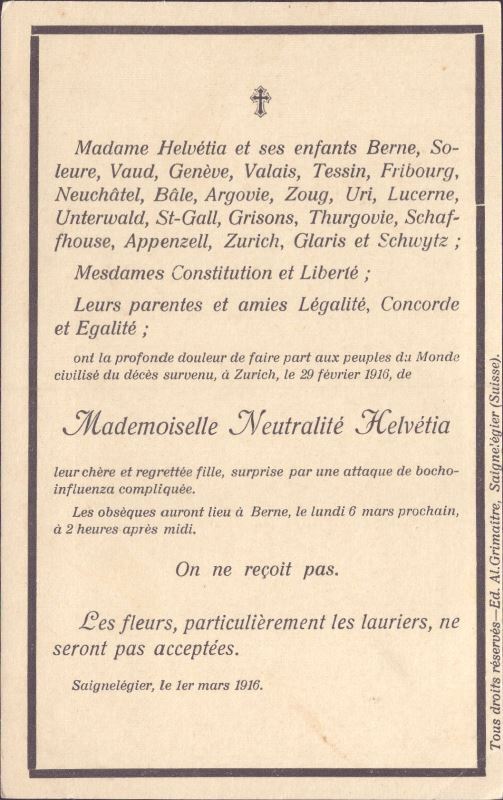 Madame Helvétia et ses enfants Berne, So-
leure, Vaud, Genève, Valais, Tessin, Fribourg,
Neuchâtel, Bâle, Argovie, Zoug, Uri, Lucerne,
Unterwald, St-Gall, Grisons, Thurgovie, Schaf-
fhouse, Appenzell, Zurich, Glaris et Schwytz ;
Mesdames Constitution et Liberté ;
Leurs parentes et amies Légalité, Concorde
et Egalité ;
ont la profonde douleur de faire part aux peuples du Monde
civilisé du décès survenu, à Zurich, le 29 février 1916, de
Mademoiselle Neutralité Helvétia
leur chère et regrettée fille, surprise par une attaque de bocho-
influenza compliquée.
Les obsèques auront lieu à Berne, le lundi 6 mars prochain,
à 2 heures après midi.
On ne reçoit pas.
Les fleurs, particulièrement les lauriers, ne
seront pas acceptées.
Saignelégier, le 1er mars 1916.
Tous droits réservés—Ed. Al. Grimaître, Saignelégier (Suisse).